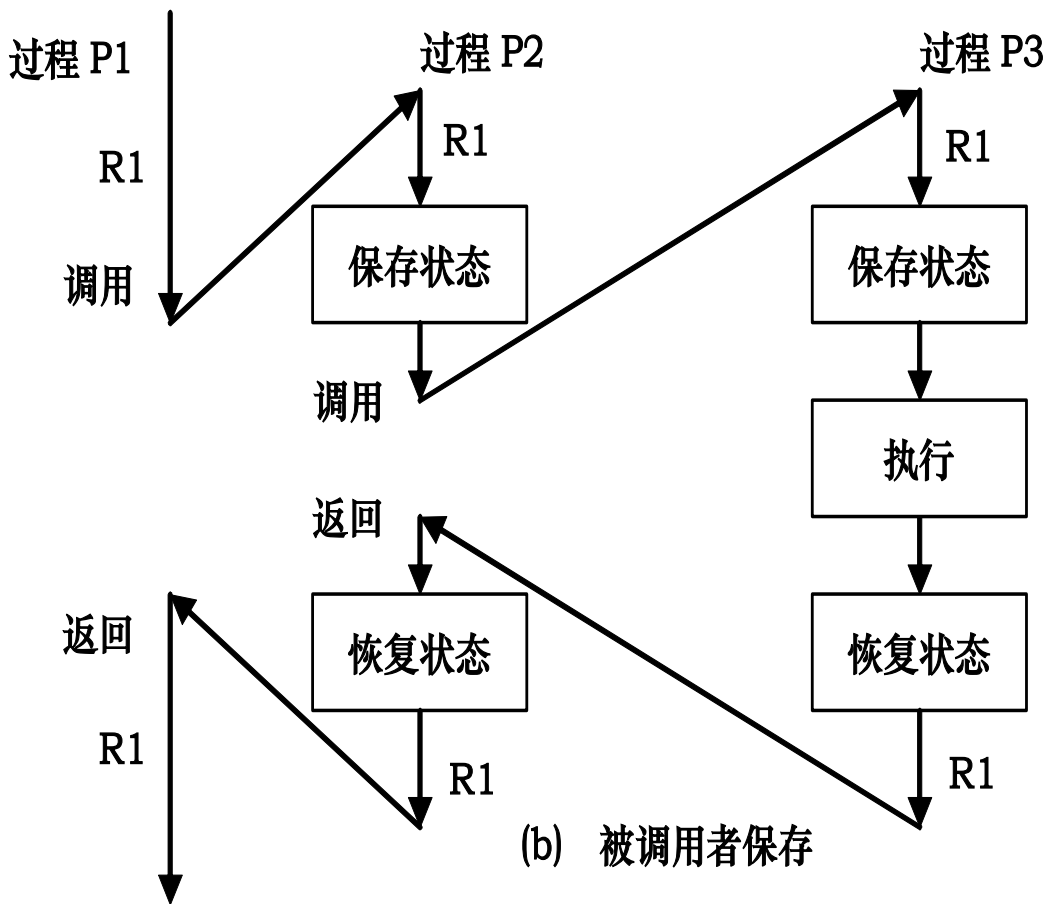 过程 P1
过程 P2
过程 P3
R1
R1
R1
调用
保存状态
保存状态
调用
执行
返回
返回
恢复状态
恢复状态
R1
R1
R1
(b) 被调用者保存